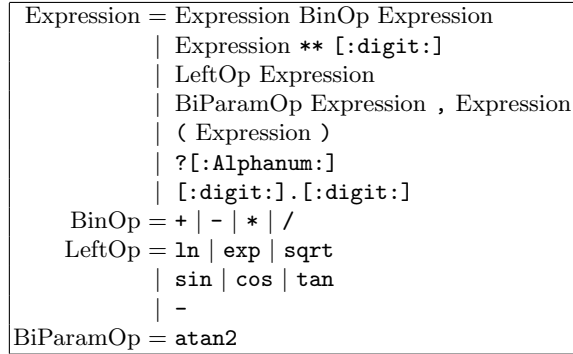 Expression = Expression BinOp Expression
| Expression ** [:digit:]
| LeftOp Expression
| BiParamOp Expression , Expression
| ( Expression )
| ?[:Alphanum:]
| [:digit:].[:digit:]
BinOp = + | - | * | /
LeftOp = ln | exp | sqrt
| sin | cos | tan
| -
BiParamOp = atan2